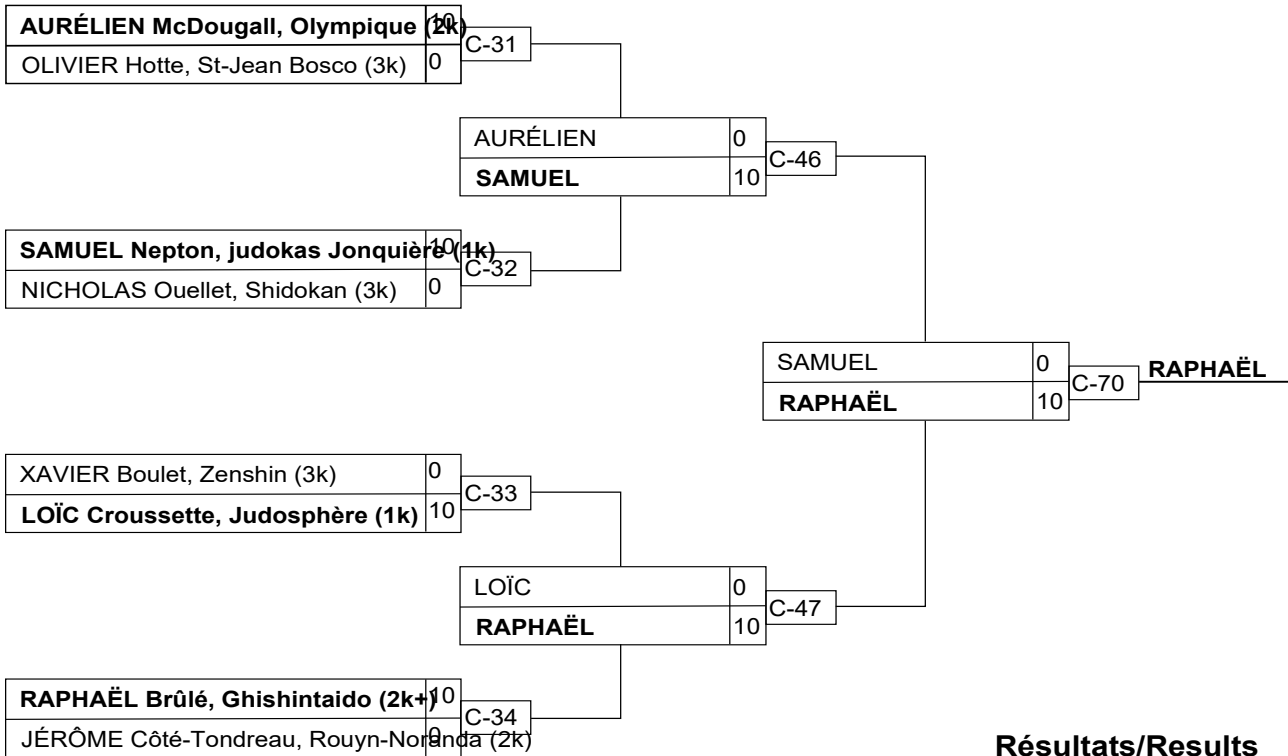 AURÉLIEN McDougall, Olympique (2k) 10
C-31
OLIVIER Hotte, St-Jean Bosco (3k) 0
AURÉLIEN 0
C-46
SAMUEL 10
SAMUEL Nepton, judokas Jonquière (1k) 10
C-32
NICHOLAS Ouellet, Shidokan (3k) 0
SAMUEL 0
C-70
RAPHAËL
RAPHAËL 10
XAVIER Boulet, Zenshin (3k) 0
C-33
LOÏC Croussette, Judosphère (1k) 10
LOÏC 0
C-47
RAPHAËL 10
RAPHAËL Brûlé, Ghishintaido (2k+) 10
C-34
JÉRÔME Côté-Tondreau, Rouyn-Noranda (2k) 0
Résultats/Results